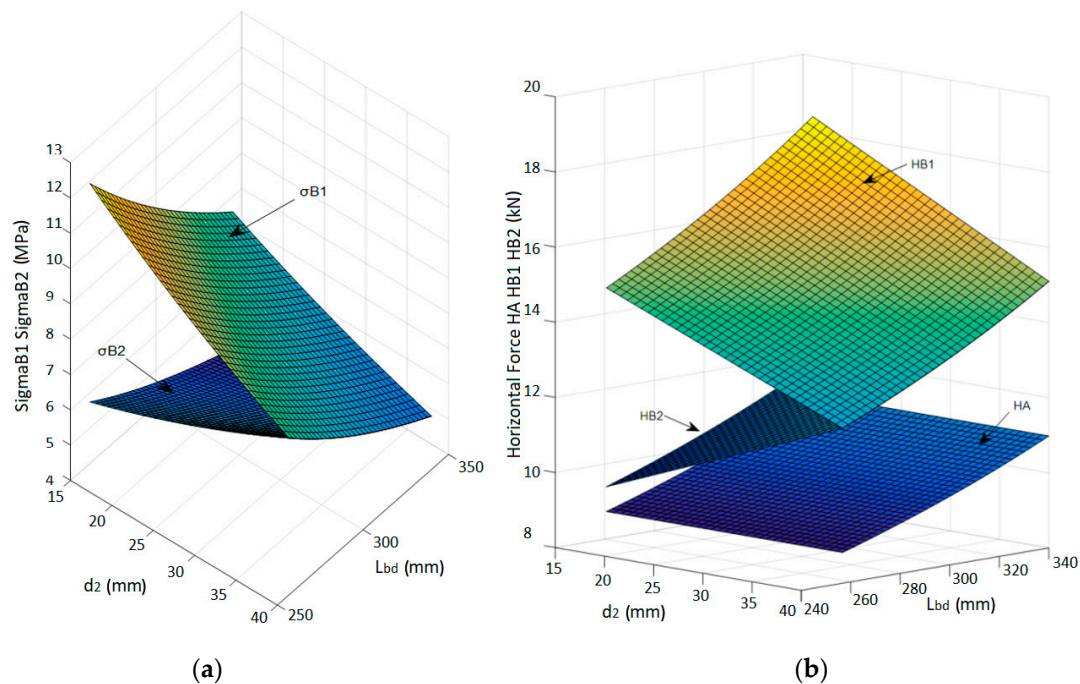 13
12
11
10
9
8
7
6
5
4
SigmaB1 SigmaB2 (MPa)
σB1
σB2
15
20
25
30
35
40
d2 (mm)
250
300
350
Lbd (mm)
(a)
20
18
16
14
12
10
8
Horizontal Force HA HB1 HB2 (kN)
HB1
HB2
HA
15
20
25
30
35
40
d2 (mm)
240
260
280
300
320
340
Lbd (mm)
(b)